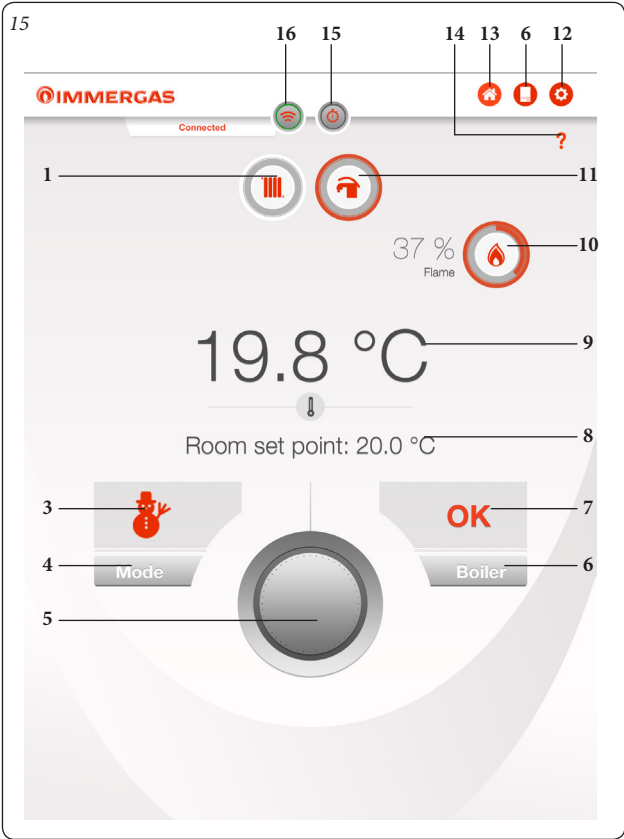 15
16 15 14 13 6 12
IMMERGAS
Connected
?
1
11
37 %
10
Flame
19.8 °C
9
Room set point: 20.0 °C
8
3
OK
7
4
Mode
Boiler
6
5